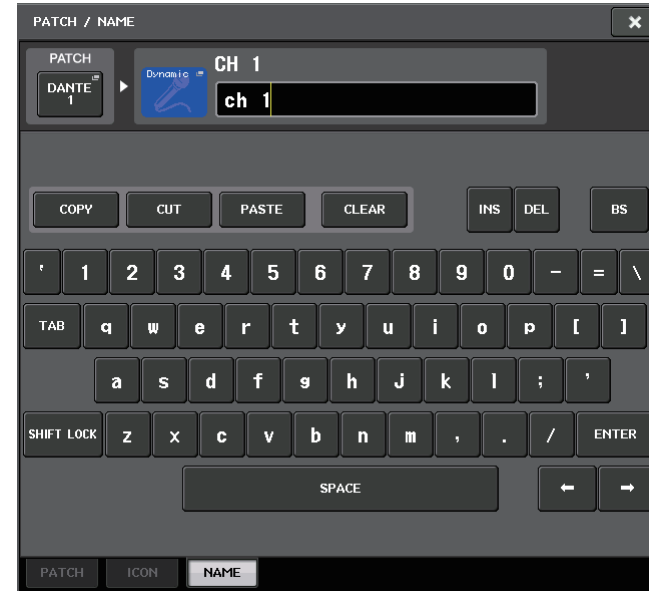 PATCH / NAME ×
PATCH
DANTE
1
Dynamic
CH 1
ch 1
COPY CUT PASTE CLEAR INS DEL BS
' 1 2 3 4 5 6 7 8 9 0 - = \
TAB q w e r t y u i o p [ ]
a s d f g h j k l ; '
SHIFT LOCK z x c v b n m , . / ENTER
SPACE ← →
PATCH ICON NAME